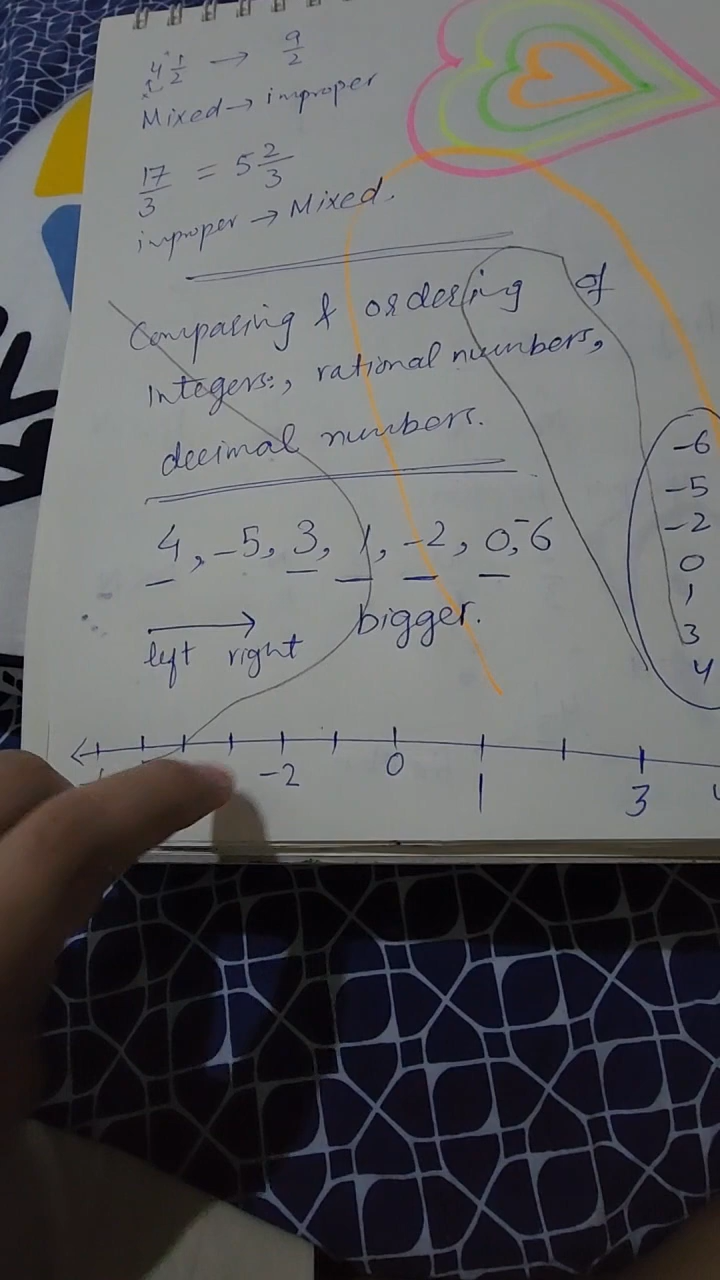 4 1/2 → 9/2
Mixed → improper
17/3 = 5 2/3
improper → Mixed.
Comparing & ordering of
Integers:, rational numbers,
decimal numbers.
4, -5, 3, 1, -2, 0, -6
left right bigger.
-6
-5
-2
0
1
3
4
-2 0 1 3